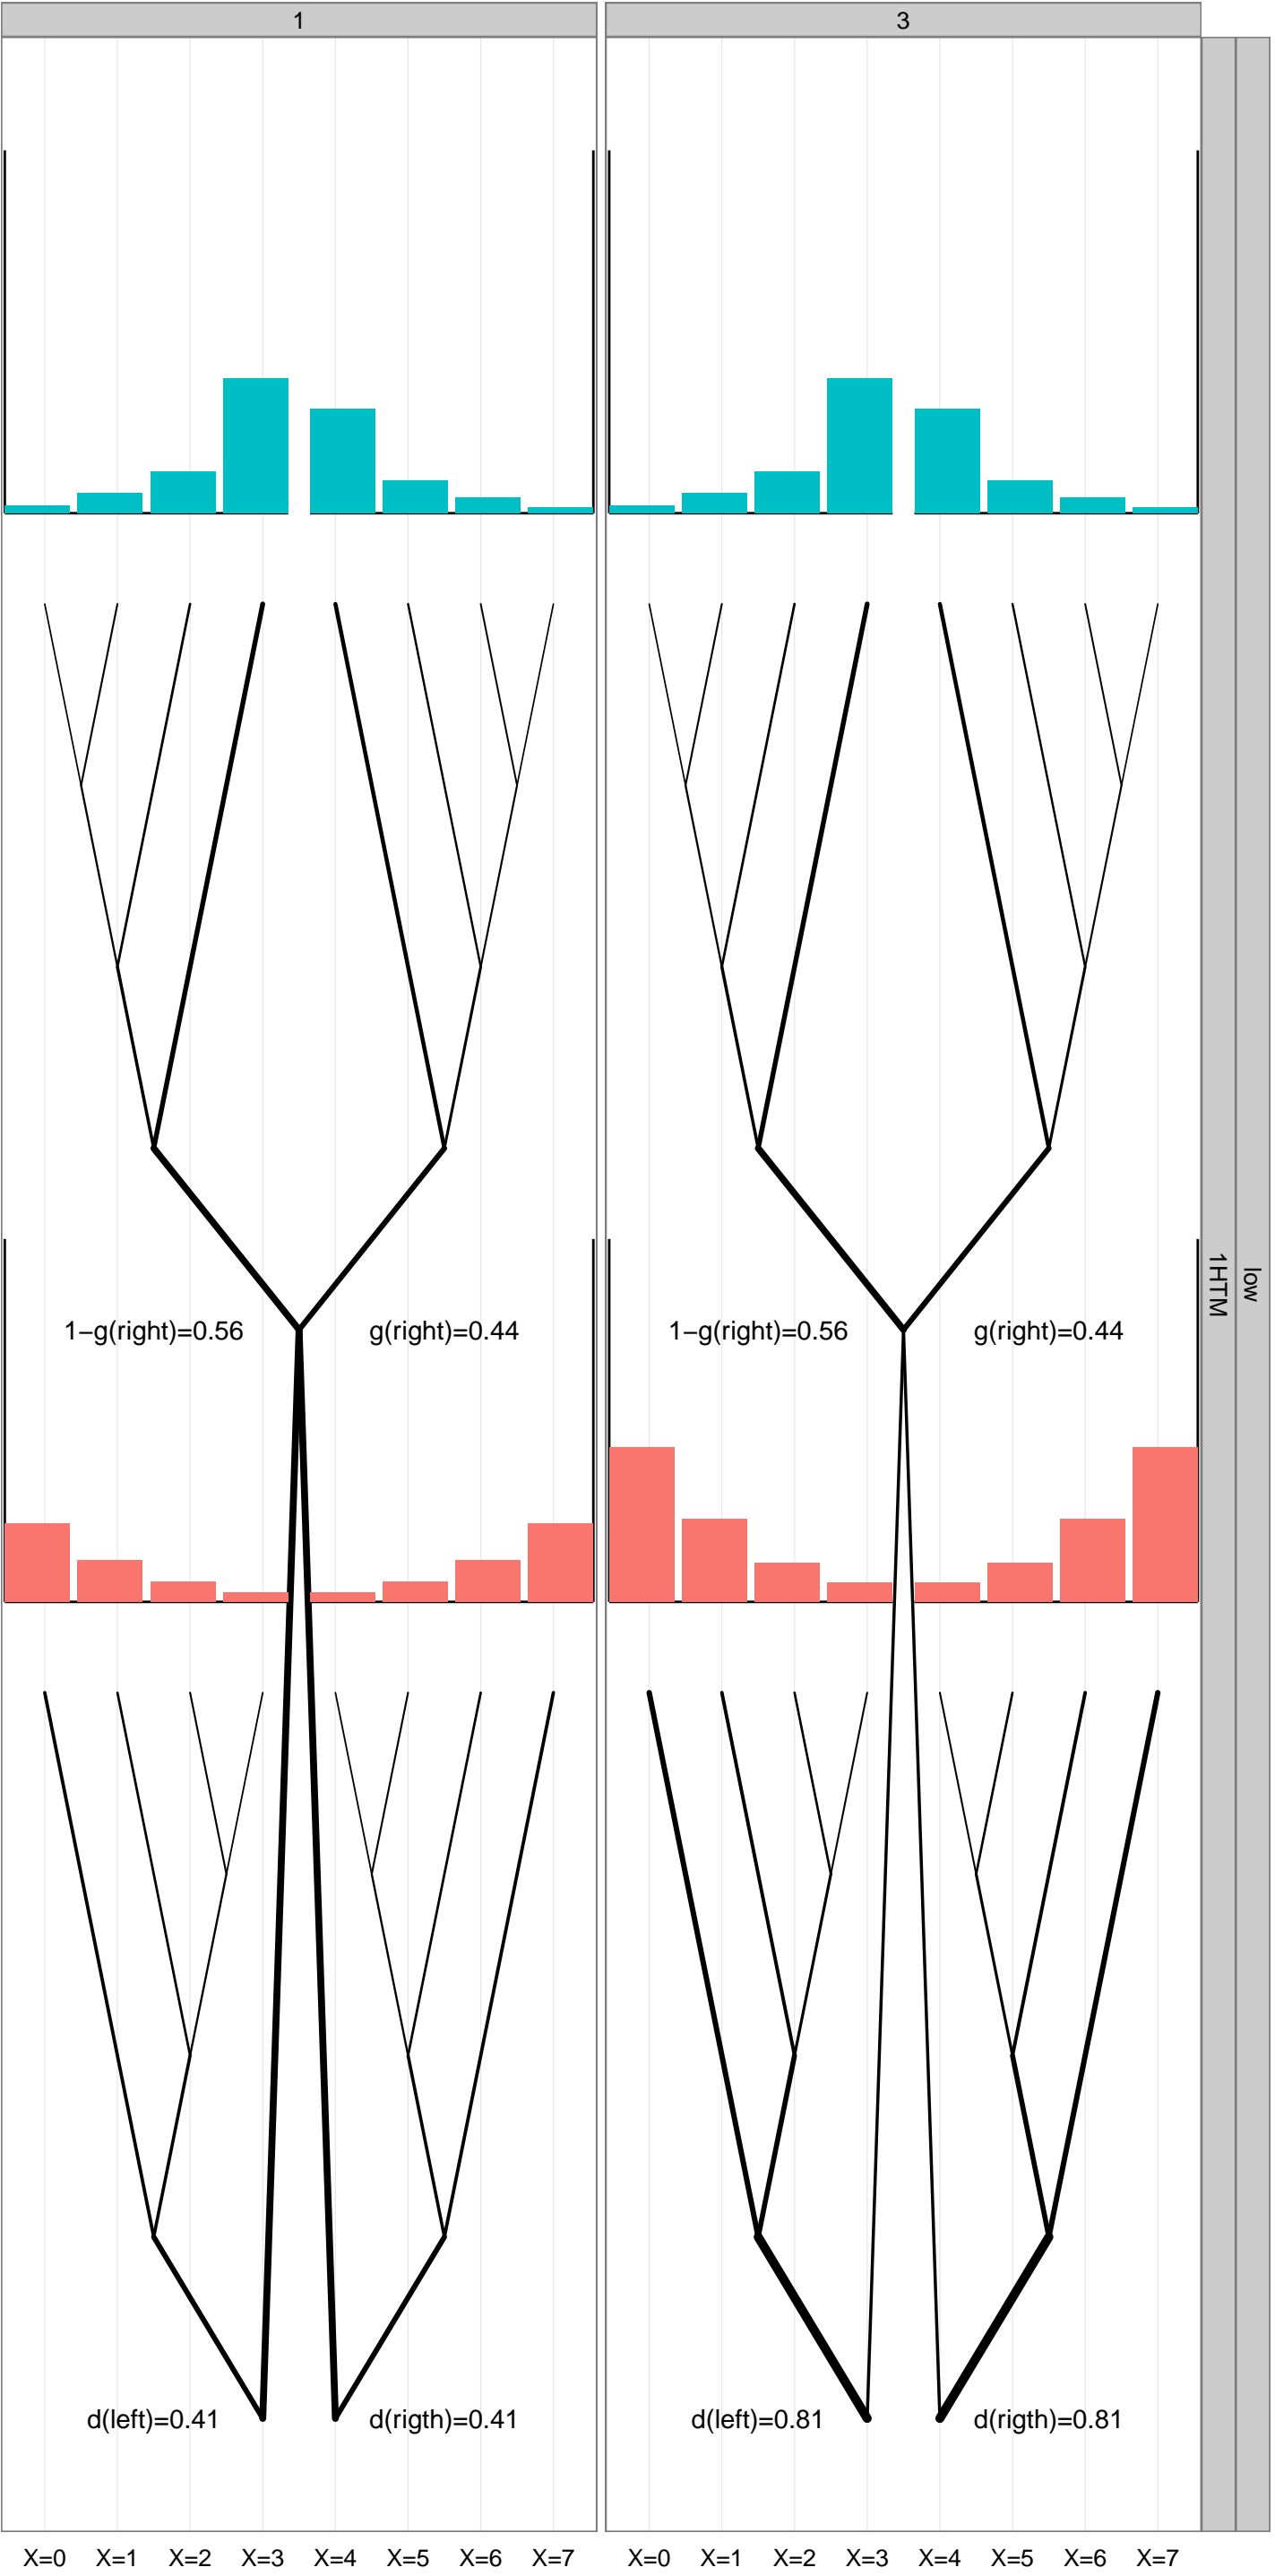 1 3
low
1HTM
1−g(right)=0.56 g(right)=0.44 1−g(right)=0.56 g(right)=0.44
d(left)=0.41 d(rigth)=0.41 d(left)=0.81 d(rigth)=0.81
X=0 X=1 X=2 X=3 X=4 X=5 X=6 X=7 X=0 X=1 X=2 X=3 X=4 X=5 X=6 X=7